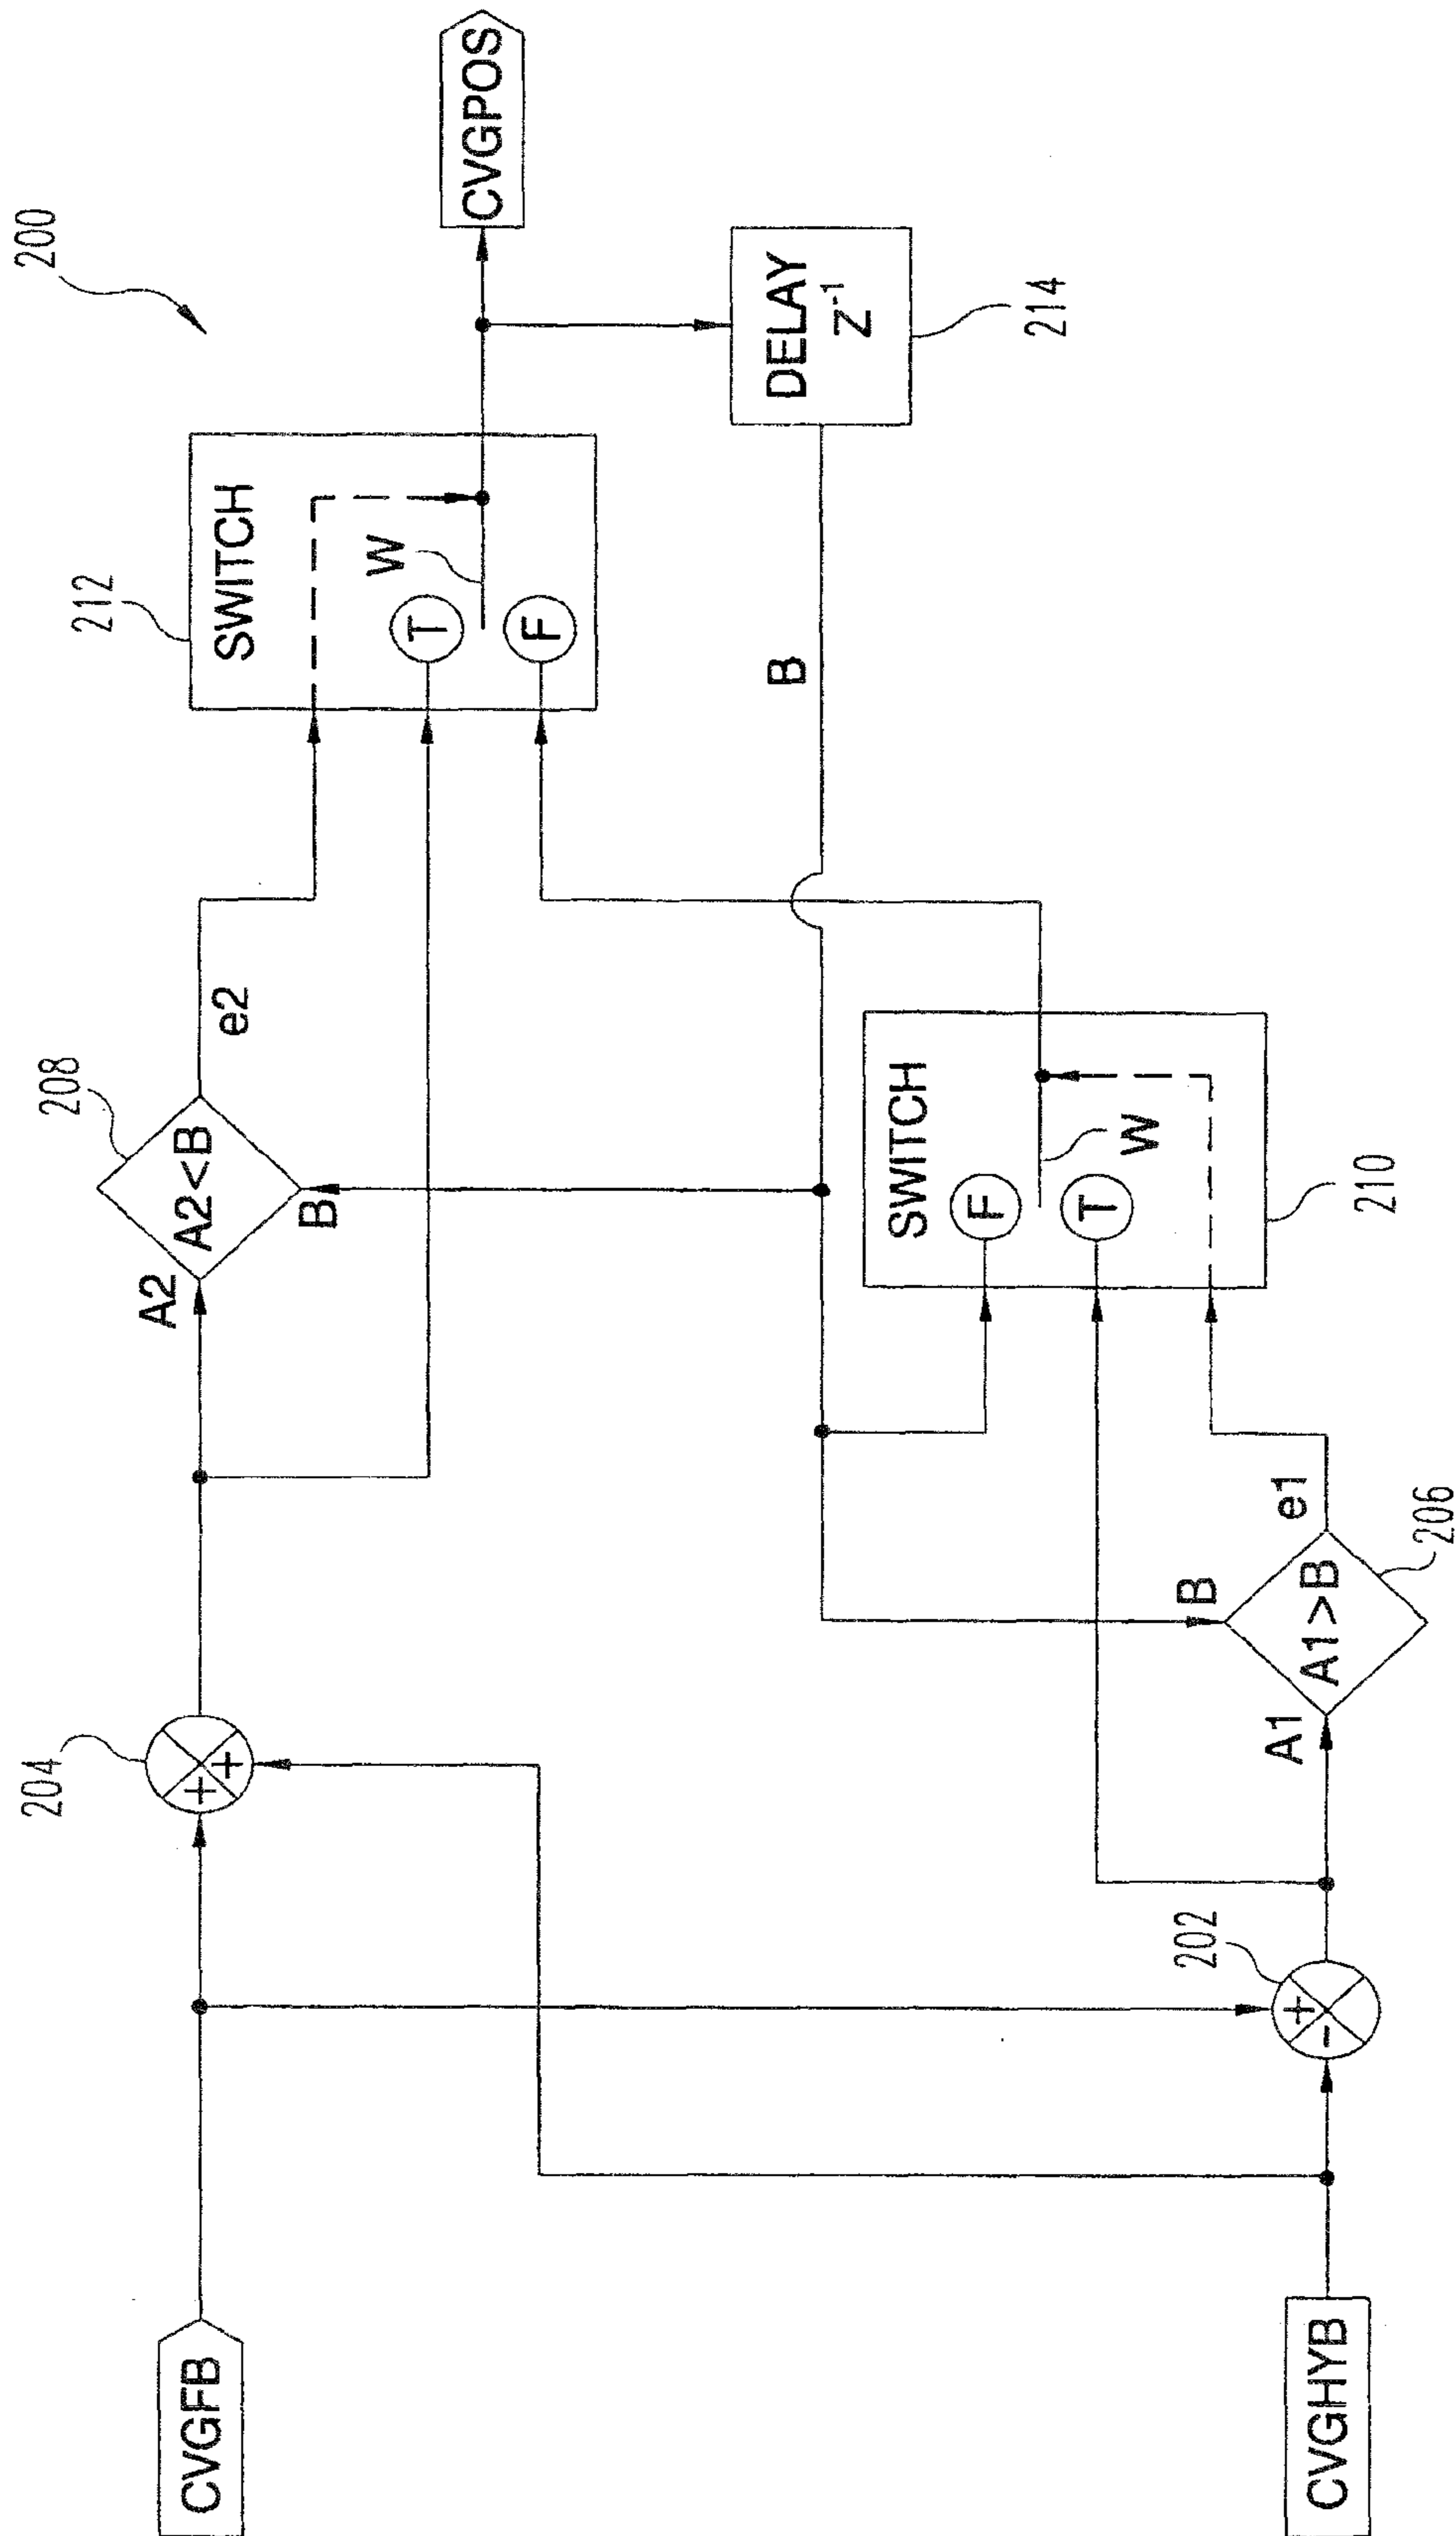 200
CVGPOS
212
SWITCH
W
T
F
DELAY
Z-1
214
B
e2
208
A2<B
B
A2
SWITCH
F
T
W
210
e1
206
B
A1>B
A1
204
+
+
202
+
-
CVGFB
CVGHYB